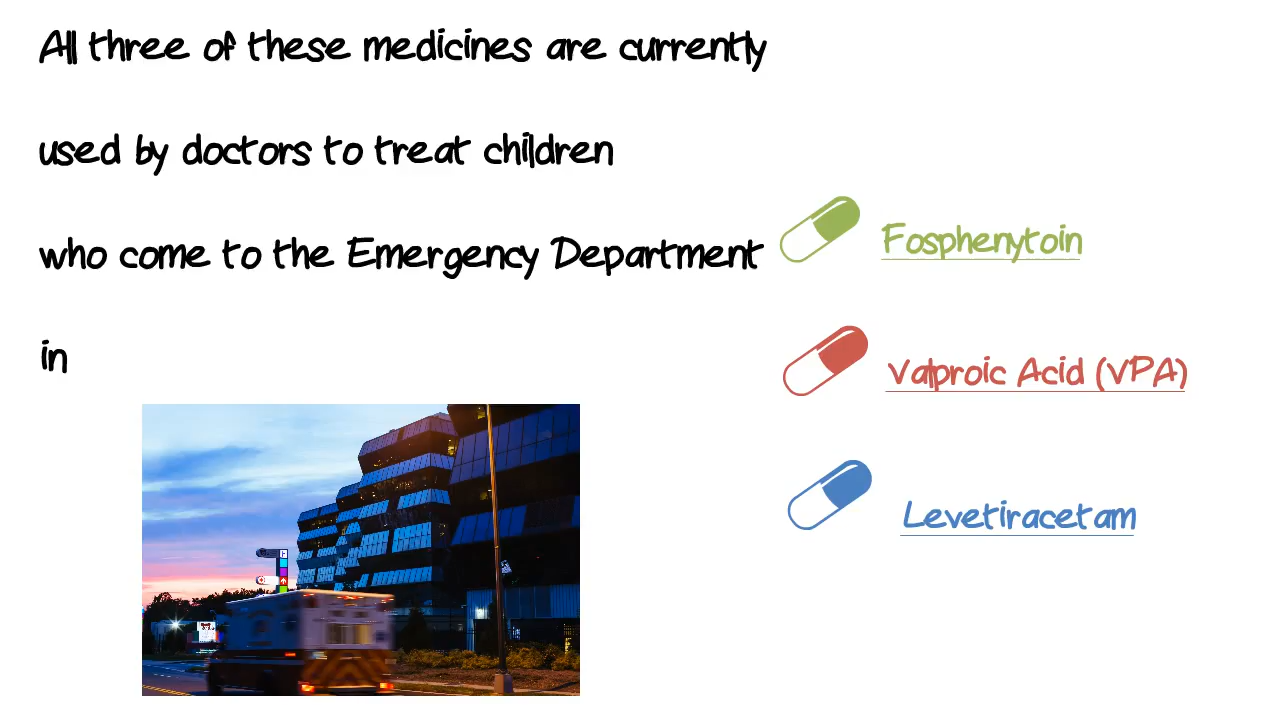 All three of these medicines are currently
used by doctors to treat children
who come to the Emergency Department
in
Fosphenytoin
Valproic Acid (VPA)
Levetiracetam